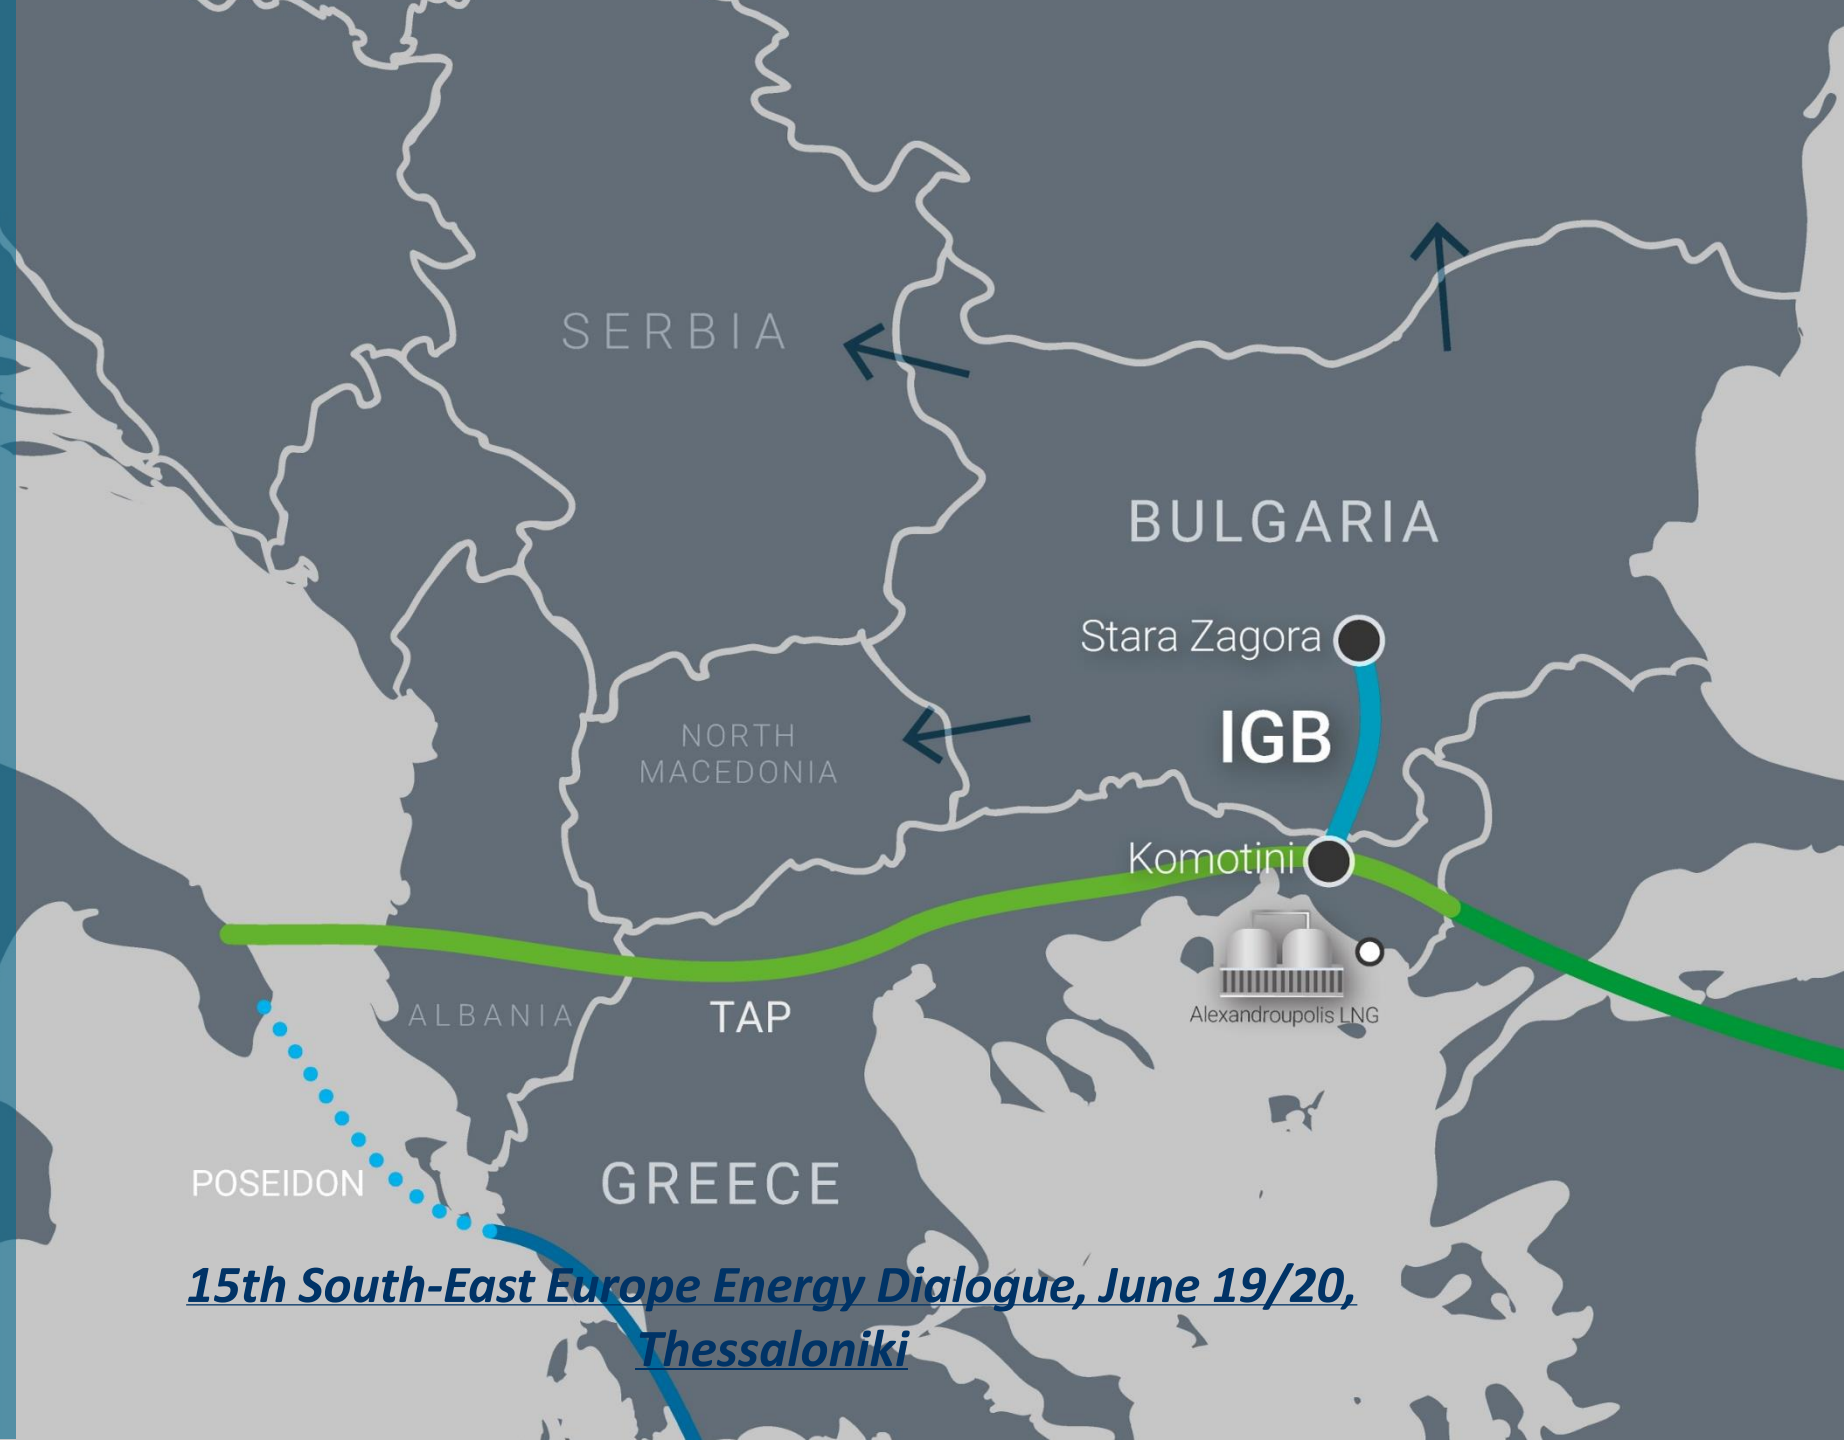 SERBIA
BULGARIA
Stara Zagora
IGB
NORTH
MACEDONIA
Komotini
ALBANIA
TAP
Alexandroupolis LNG
POSEIDON
GREECE
15th South-East Europe Energy Dialogue, June 19/20,
Thessaloniki